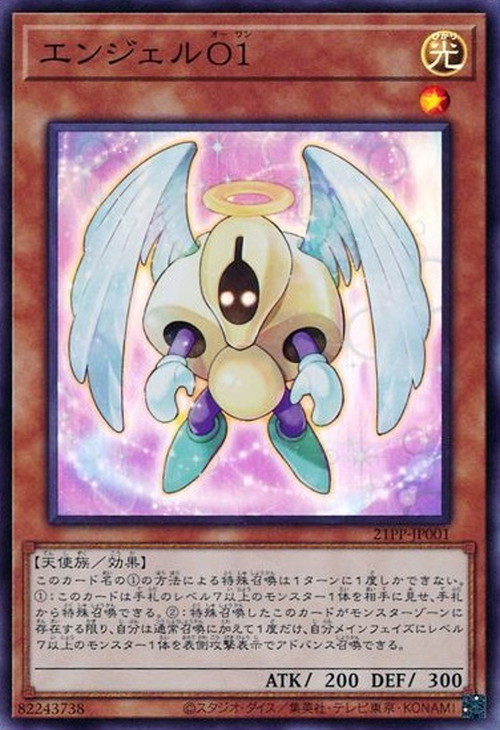 エンジェルO1
オー ワン
光
ひかり
21PP-JP001
【天使族/効果】
このカード名の①の方法による特殊召喚は1ターンに1度しかできない。
①:このカードは手札のレベル7以上のモンスター1体を相手に見せ、手札
から特殊召喚できる。②:特殊召喚したこのカードがモンスターゾーンに
存在する限り、自分は通常召喚に加えて1度だけ、自分メインフェイズにレベル
7以上のモンスター1体を表側攻撃表示でアドバンス召喚できる。
ATK/ 200 DEF/ 300
82243738
©スタジオ・ダイス/集英社・テレビ東京・KONAMI